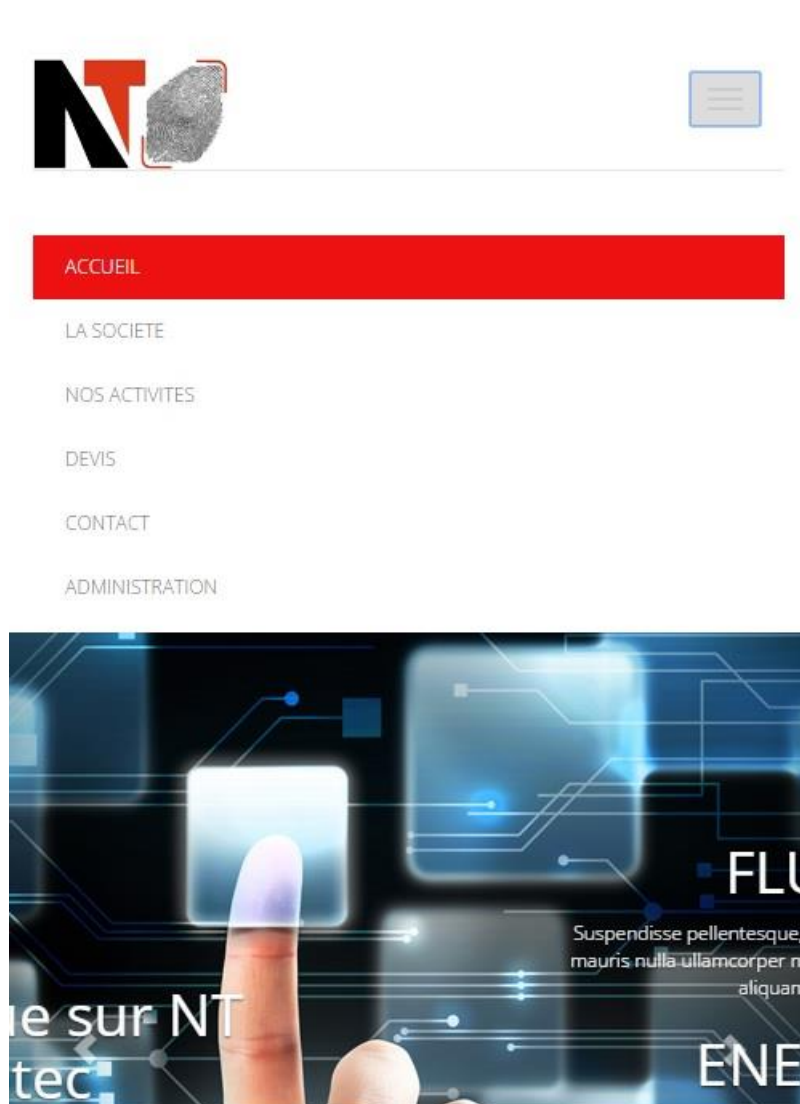 NT
ACCUEIL
LA SOCIETE
NOS ACTIVITES
DEVIS
CONTACT
ADMINISTRATION
FLU
Suspendisse pellentesque,
mauris nulla ullamcorper m
aliquam
ue sur NT
tec
ENE